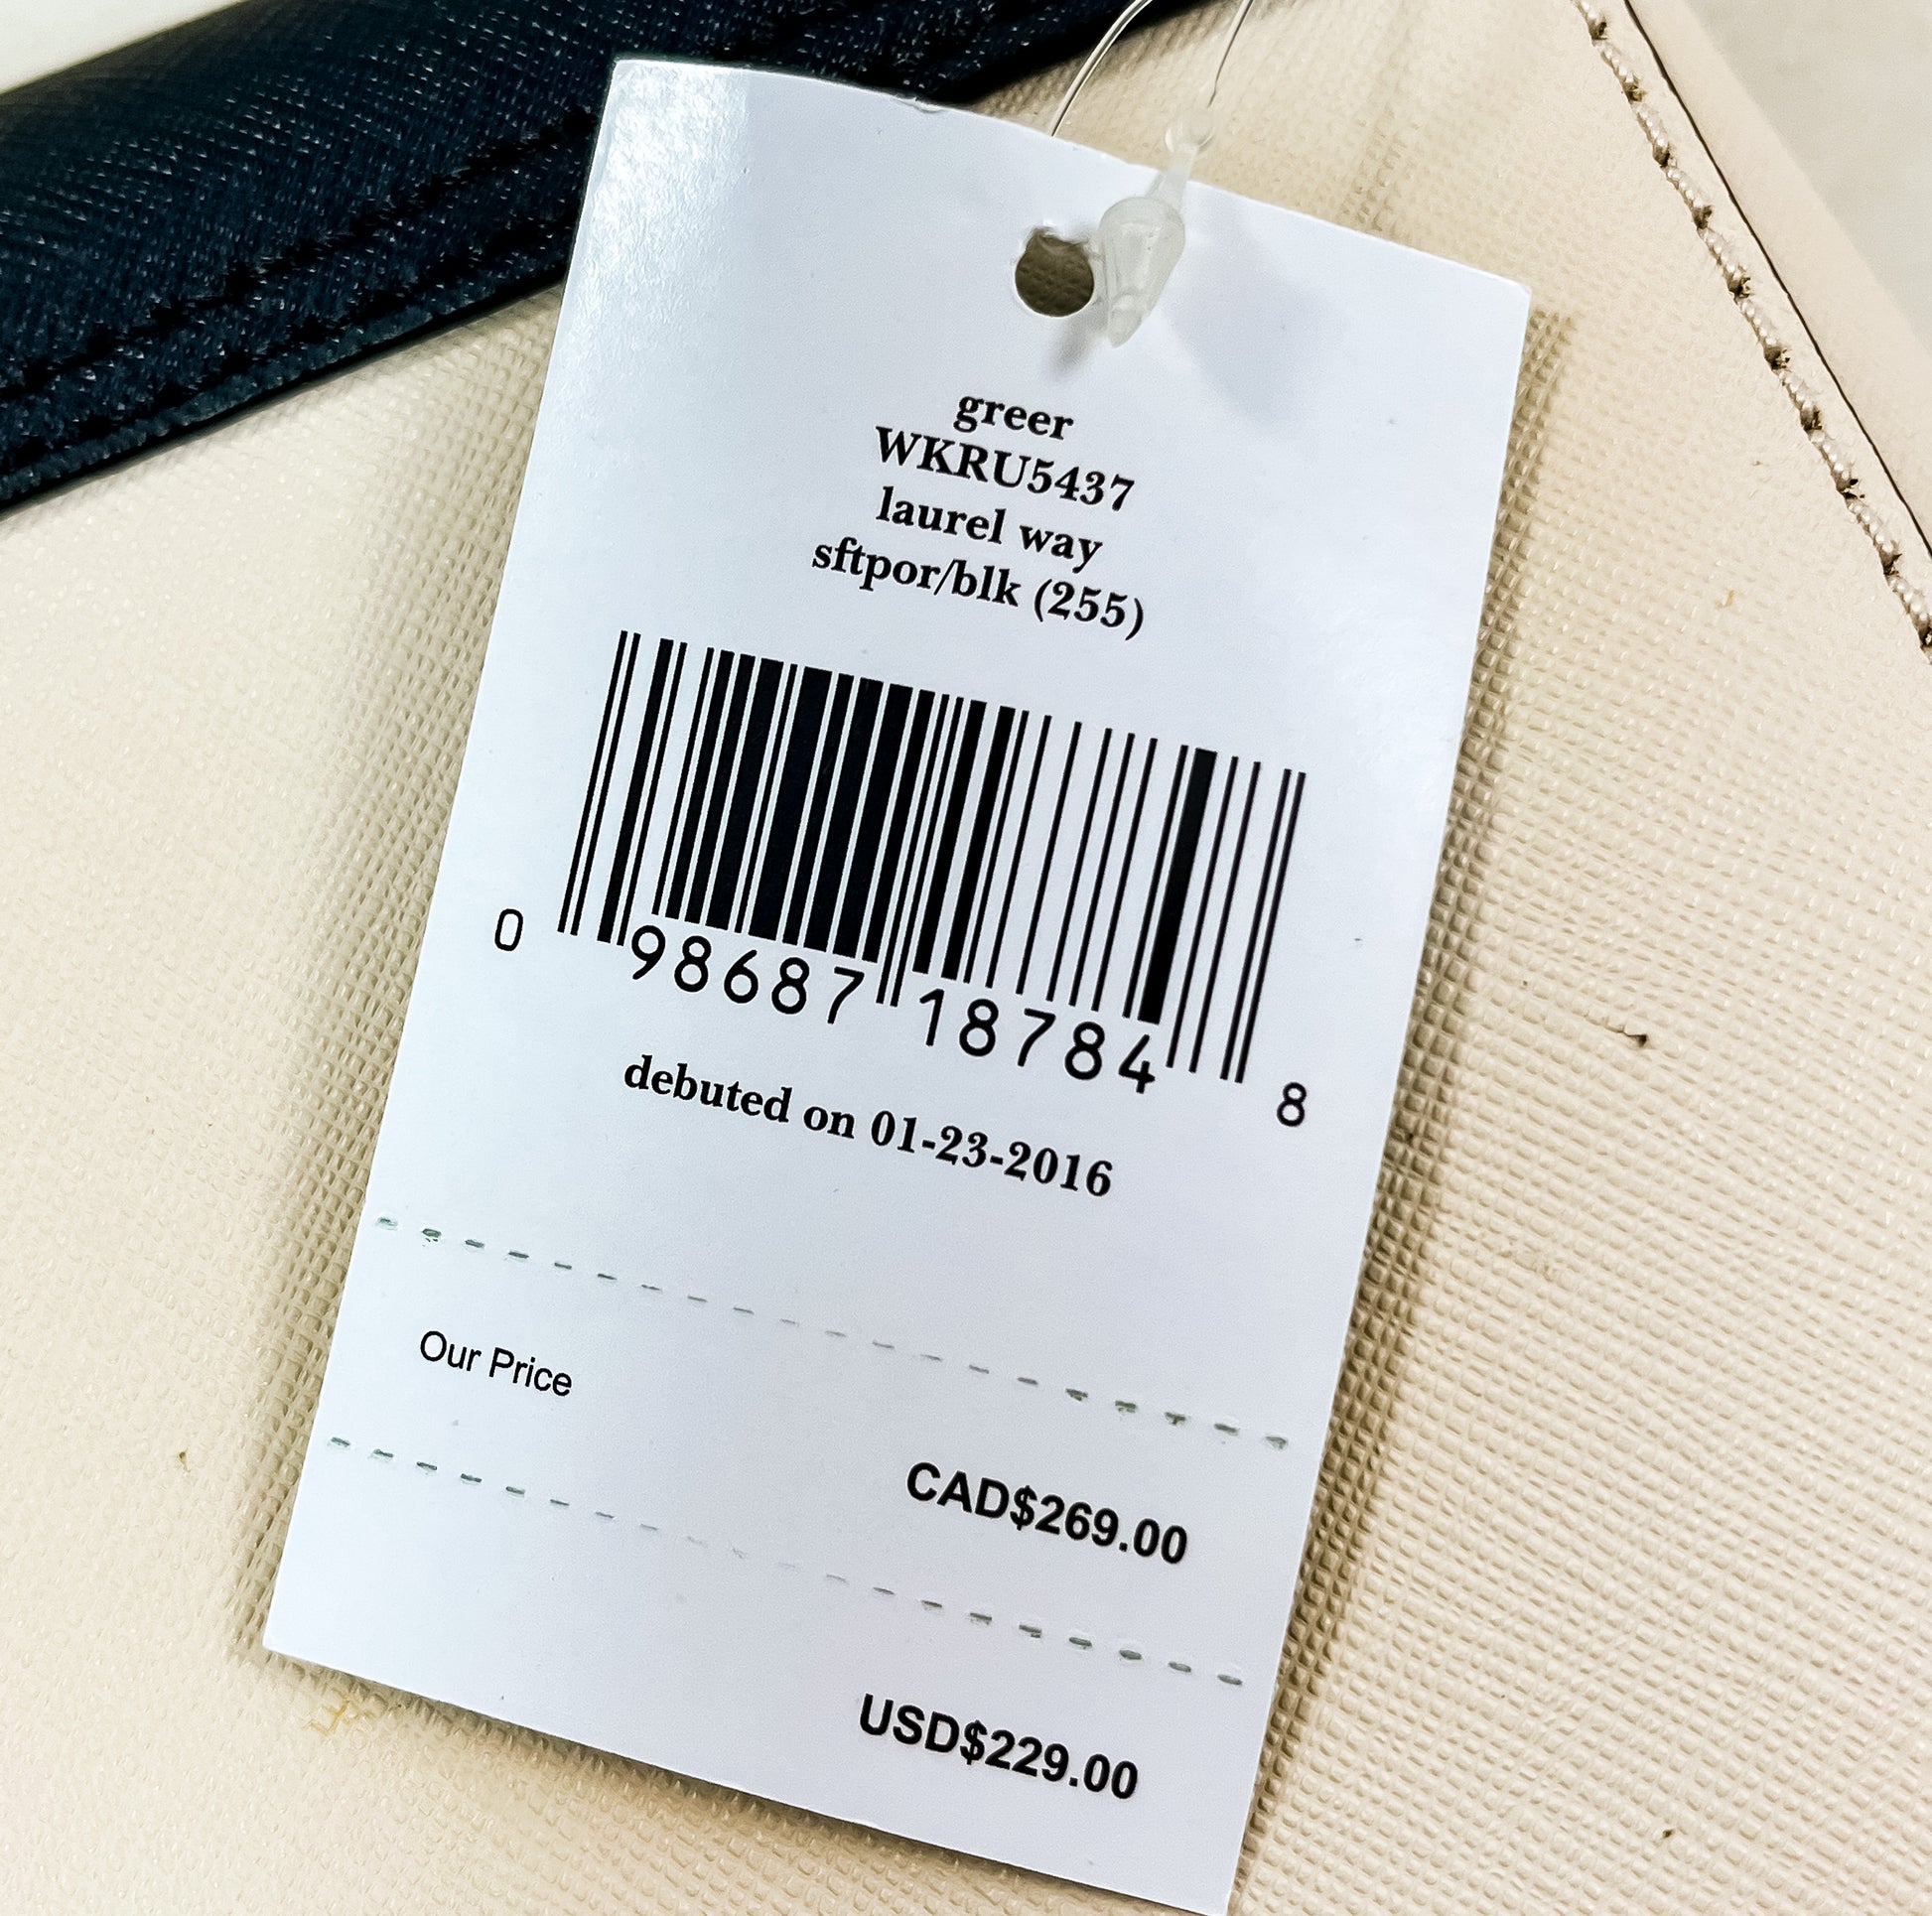 greer
WKRU5437
laurel way
sftpor/blk (255)
0 98687 18784 8
debuted on 01-23-2016
Our Price
CAD$269.00
USD$229.00